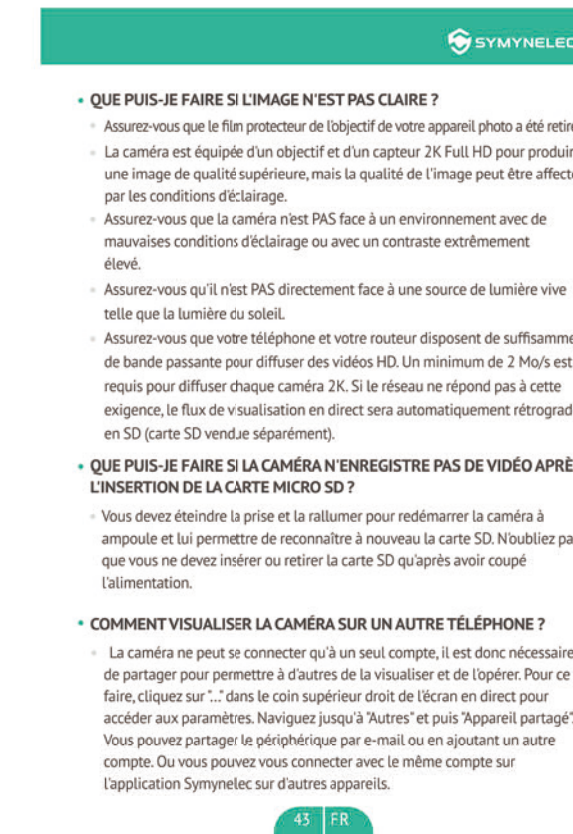 SYMYNELEC
• QUE PUIS-JE FAIRE SI L'IMAGE N'EST PAS CLAIRE ?
Assurez-vous que le film protecteur de l'objectif de votre appareil photo a été retiré
La caméra est équipée d'un objectif et d'un capteur 2K Full HD pour produir
une image de qualité supérieure, mais la qualité de l'image peut être affecté
par les conditions d'éclairage.
Assurez-vous que la caméra n'est PAS face à un environnement avec de
mauvaises conditions d'éclairage ou avec un contraste extrêmement
élevé.
Assurez-vous qu'il n'est PAS directement face à une source de lumière vive
telle que la lumière du soleil.
Assurez-vous que votre téléphone et votre routeur disposent de suffisamme
de bande passante pour diffuser des vidéos HD. Un minimum de 2 Mo/s est
requis pour diffuser chaque caméra 2K. Si le réseau ne répond pas à cette
exigence, le flux de visualisation en direct sera automatiquement rétrograd
en SD (carte SD vendue séparément).
• QUE PUIS-JE FAIRE SI LA CAMÉRA N'ENREGISTRE PAS DE VIDÉO APRÈ
L'INSERTION DE LA CARTE MICRO SD ?
Vous devez éteindre la prise et la rallumer pour redémarrer la caméra à
ampoule et lui permettre de reconnaître à nouveau la carte SD. N'oubliez pa
que vous ne devez insérer ou retirer la carte SD qu'après avoir coupé
l'alimentation.
• COMMENT VISUALISER LA CAMÉRA SUR UN AUTRE TÉLÉPHONE ?
La caméra ne peut se connecter qu'à un seul compte, il est donc nécessaire
de partager pour permettre à d'autres de la visualiser et de l'opérer. Pour ce
faire, cliquez sur "..." dans le coin supérieur droit de l'écran en direct pour
accéder aux paramètres. Naviguez jusqu'à "Autres" et puis "Appareil partagé".
Vous pouvez partager le périphérique par e-mail ou en ajoutant un autre
compte. Ou vous pouvez vous connecter avec le même compte sur
l'application Symynelec sur d'autres appareils.
43 FR